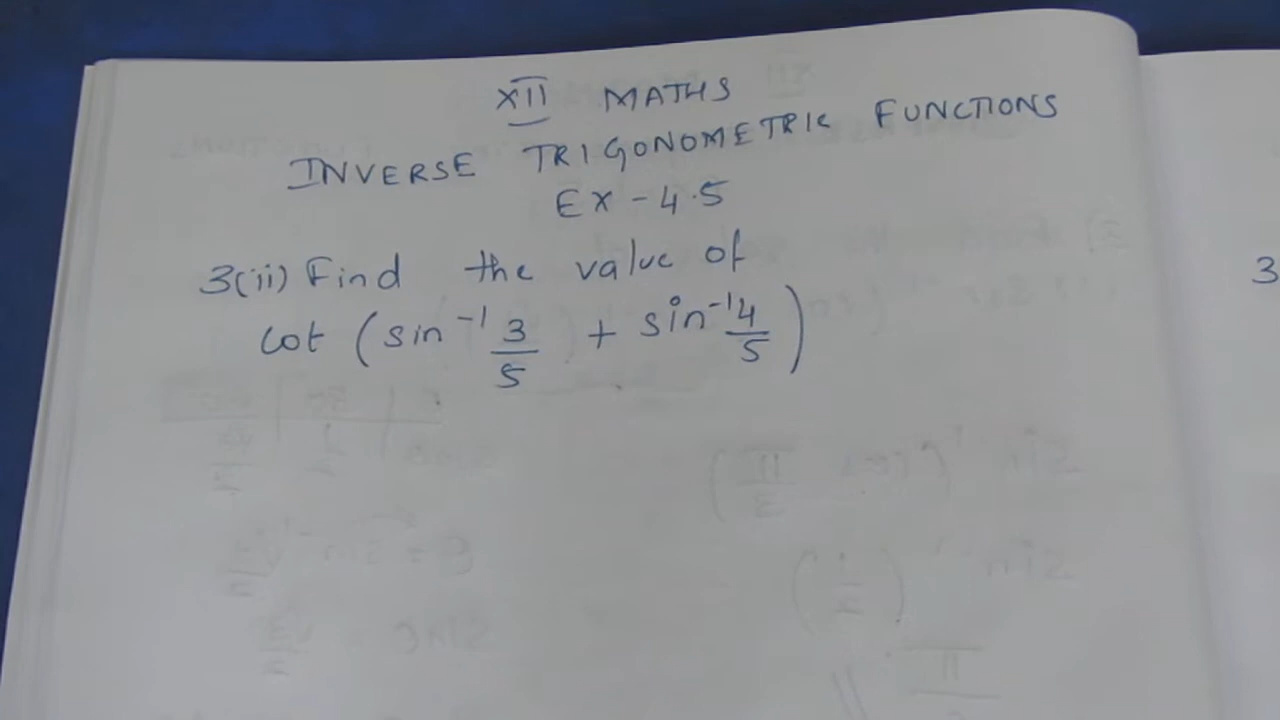 XII MATHS
INVERSE TRIGONOMETRIC FUNCTIONS
EX - 4.5
3(ii) Find the value of
cot (sin⁻¹ 3/5 + sin⁻¹ 4/5)
3